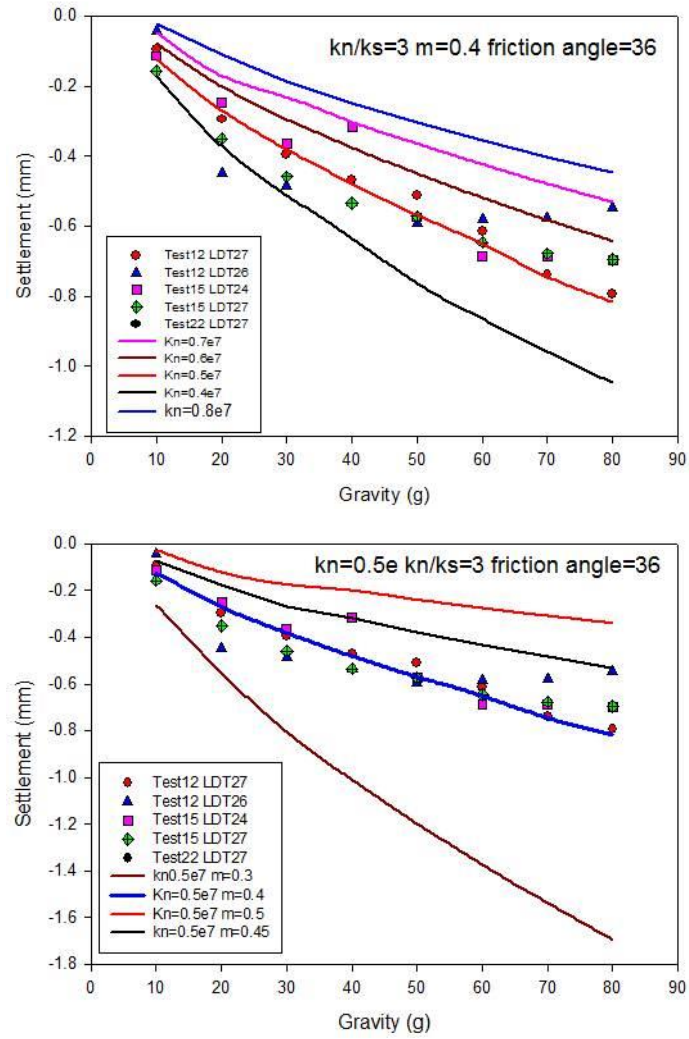 kn/ks=3 m=0.4 friction angle=36
0.0
-0.2
-0.4
-0.6
-0.8
-1.0
-1.2
Settlement (mm)
Test12 LDT27
Test12 LDT26
Test15 LDT24
Test15 LDT27
Test22 LDT27
Kn=0.7e7
Kn=0.6e7
Kn=0.5e7
Kn=0.4e7
kn=0.8e7
0 10 20 30 40 50 60 70 80 90
Gravity (g)
kn=0.5e kn/ks=3 friction angle=36
0.0
-0.2
-0.4
-0.6
-0.8
-1.0
-1.2
-1.4
-1.6
-1.8
Settlement (mm)
Test12 LDT27
Test12 LDT26
Test15 LDT24
Test15 LDT27
Test22 LDT27
kn0.5e7 m=0.3
Kn=0.5e7 m=0.4
Kn=0.5e7 m=0.5
kn=0.5e7 m=0.45
0 10 20 30 40 50 60 70 80 90
Gravity (g)